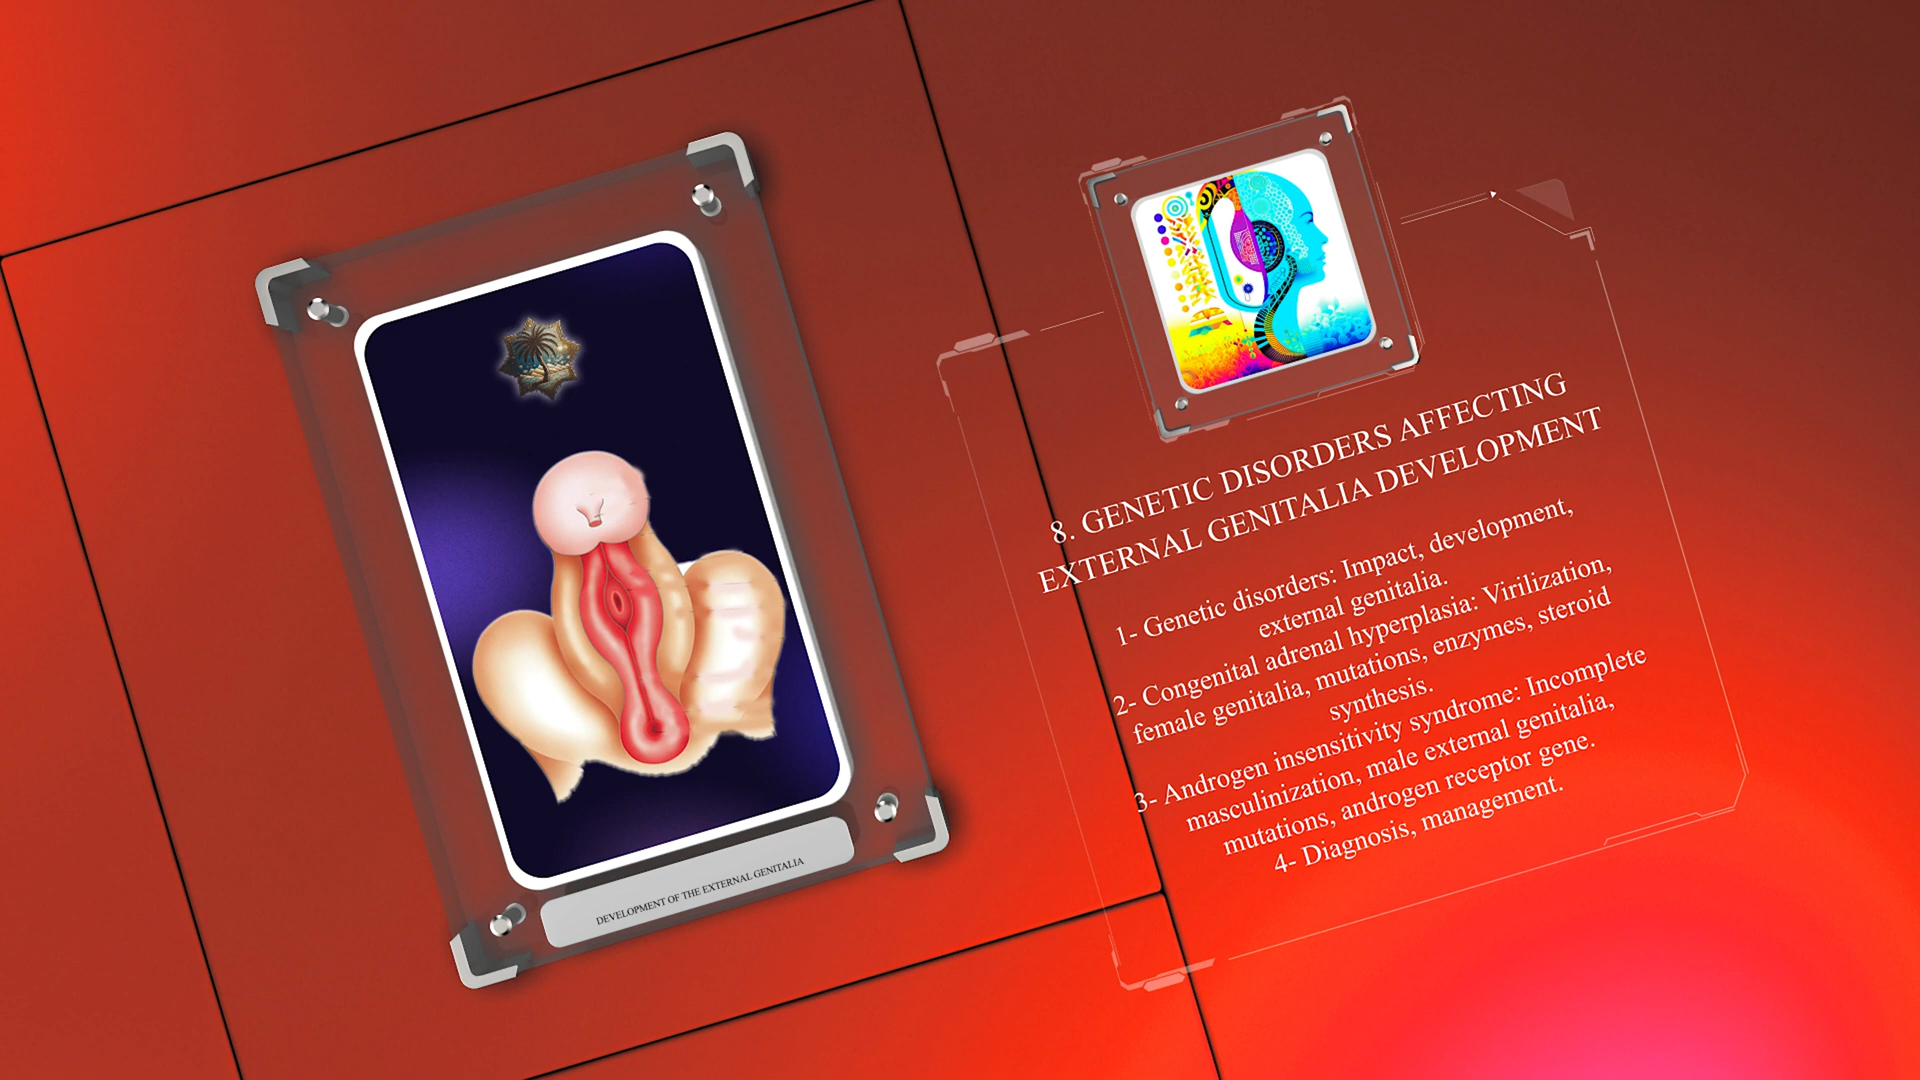 8. GENETIC DISORDERS AFFECTING
EXTERNAL GENITALIA DEVELOPMENT
1- Genetic disorders: Impact, development,
external genitalia.
2- Congenital adrenal hyperplasia: Virilization,
female genitalia, mutations, enzymes, steroid
synthesis.
3- Androgen insensitivity syndrome: Incomplete
masculinization, male external genitalia,
mutations, androgen receptor gene.
4- Diagnosis, management.
DEVELOPMENT OF THE EXTERNAL GENITALIA